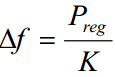 Δf = P_reg / K